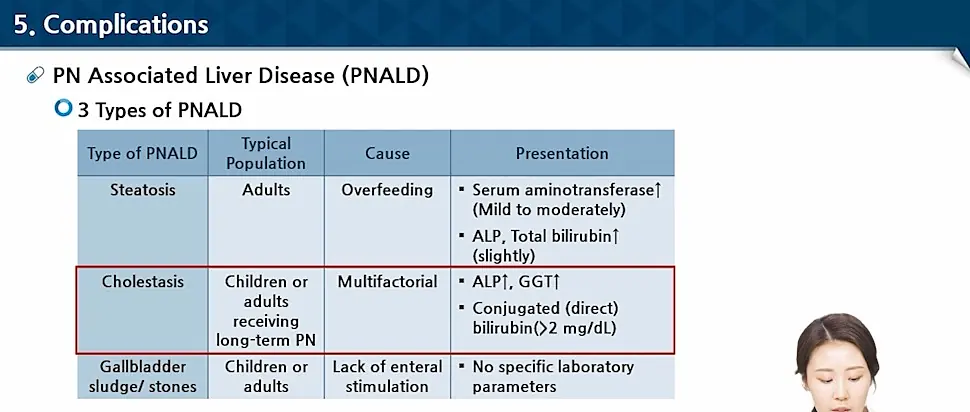 5. Complications
PN Associated Liver Disease (PNALD)
3 Types of PNALD
Type of PNALD
Typical
Population
Cause
Presentation
Steatosis
Adults
Overfeeding
▪ Serum aminotransferase↑
(Mild to moderately)
▪ ALP, Total bilirubin↑
(slightly)
Cholestasis
Children or
adults
receiving
long-term PN
Multifactorial
▪ ALP↑, GGT↑
▪ Conjugated (direct)
bilirubin(>2 mg/dL)
Gallbladder
sludge/ stones
Children or
adults
Lack of enteral
stimulation
▪ No specific laboratory
parameters